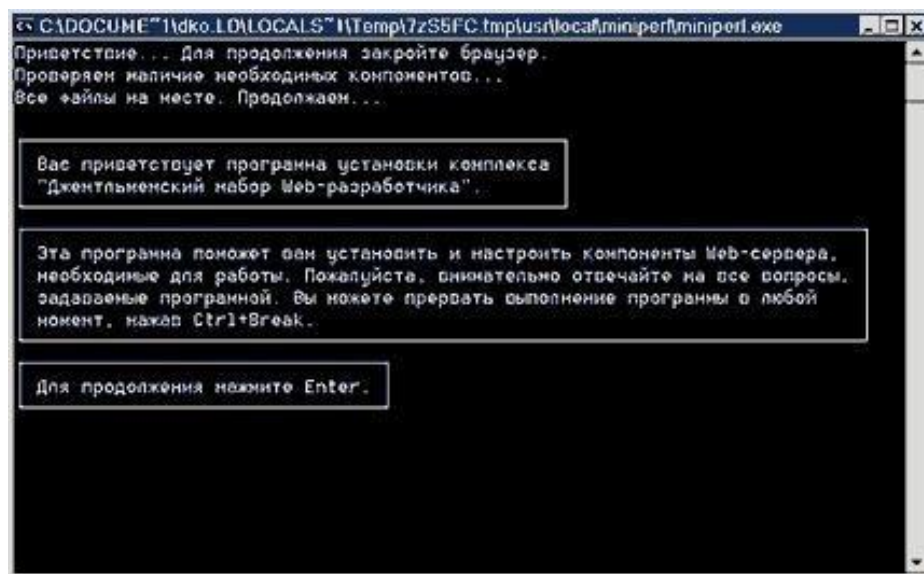 C:\DOCUME~1\dko.LD\LOCALS~1\Temp\7zS5FC.tmp\usr\local\miniperl\miniperl.exe
Приветствие... Для продолжения закройте браузер.
Проверяем наличие необходимых компонентов...
Все файлы на месте. Продолжаем...
Вас приветствует программа установки комплекса
"Джентльменский набор Web-разработчика".
Эта программа поможет вам установить и настроить компоненты Web-сервера,
необходимые для работы. Пожалуйста, внимательно отвечайте на все вопросы,
задаваемые программой. Вы можете прервать выполнение программы в любой
момент, нажав Ctrl+Break.
Для продолжения нажмите Enter.